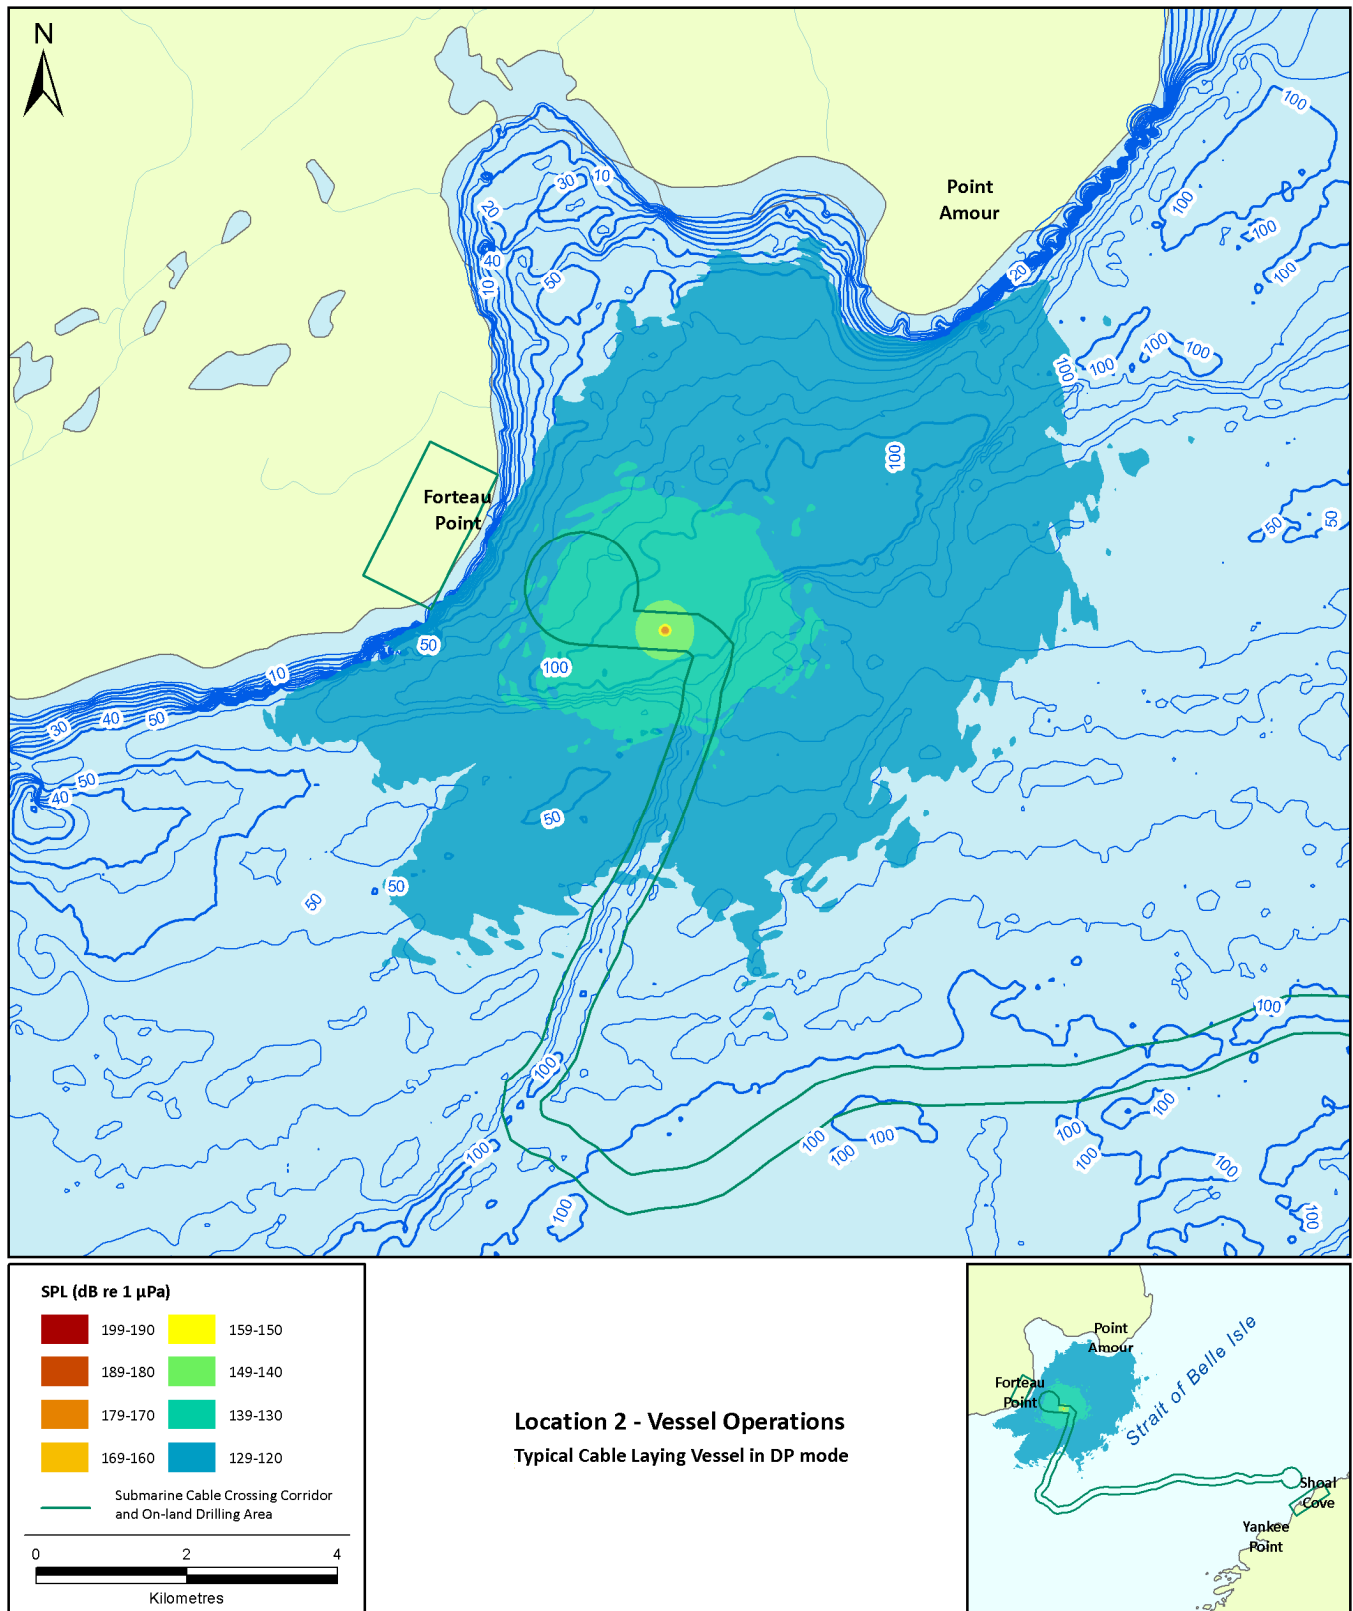 N
100
Point
Amour
100
30
10
20
100
40
10
50
20
100
100
100
100
100
100
50
50
Forteau
Point
50
100
10
30
40
50
50
40
50
50
50
100
100
100
100
100
100
100
100
100
100
100
100
SPL (dB re 1 µPa)
199-190
159-150
189-180
149-140
179-170
139-130
169-160
129-120
Submarine Cable Crossing Corridor
and On-land Drilling Area
0 2 4
Kilometres
Location 2 - Vessel Operations
Typical Cable Laying Vessel in DP mode
Point
Amour
Forteau
Point
Strait of Belle Isle
Shoal
Cove
Yankee
Point